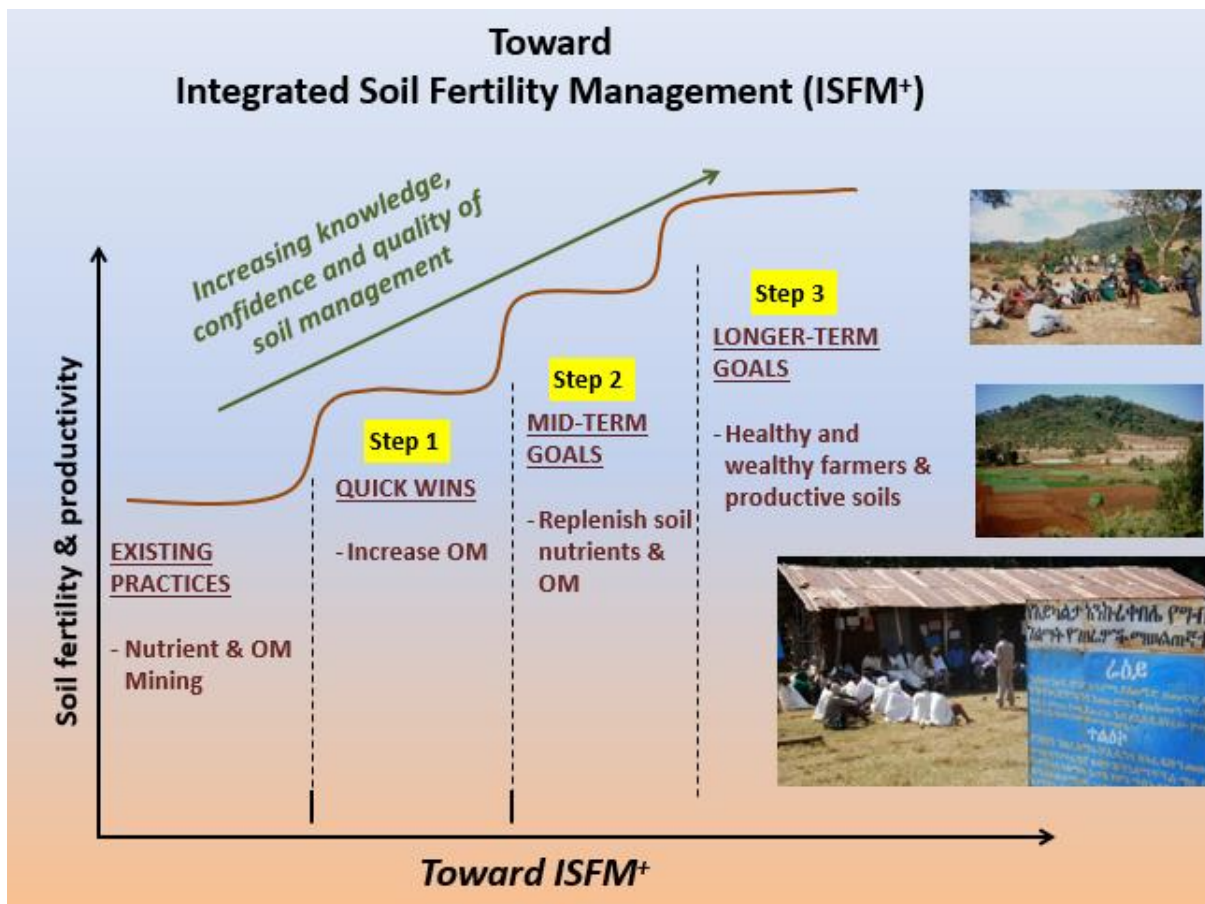 Toward
Integrated Soil Fertility Management (ISFM⁺)
Increasing knowledge,
confidence and quality of
soil management
Soil fertility & productivity
EXISTING
PRACTICES
- Nutrient & OM
Mining
Step 1
QUICK WINS
- Increase OM
Step 2
MID-TERM
GOALS
- Replenish soil
nutrients &
OM
Step 3
LONGER-TERM
GOALS
- Healthy and
wealthy farmers &
productive soils
ራዕይ
ተልዕኮ
Toward ISFM⁺